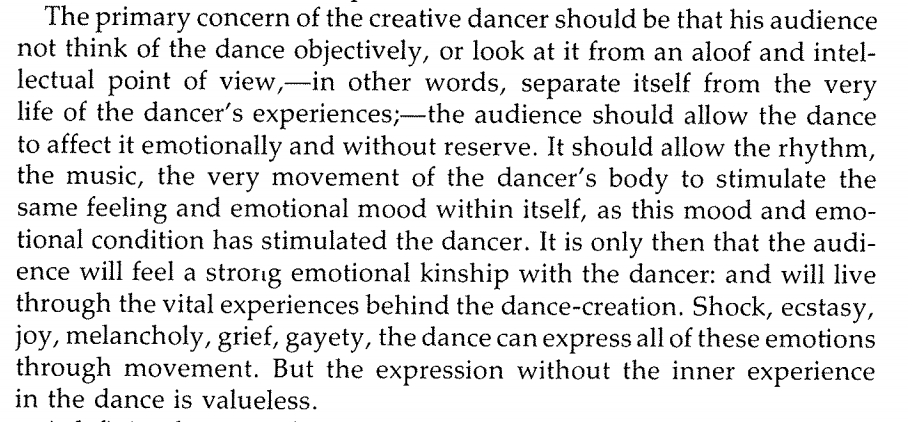 The primary concern of the creative dancer should be that his audience
not think of the dance objectively, or look at it from an aloof and intel-
lectual point of view,—in other words, separate itself from the very
life of the dancer's experiences;—the audience should allow the dance
to affect it emotionally and without reserve. It should allow the rhythm,
the music, the very movement of the dancer's body to stimulate the
same feeling and emotional mood within itself, as this mood and emo-
tional condition has stimulated the dancer. It is only then that the audi-
ence will feel a strong emotional kinship with the dancer: and will live
through the vital experiences behind the dance-creation. Shock, ecstasy,
joy, melancholy, grief, gayety, the dance can express all of these emotions
through movement. But the expression without the inner experience
in the dance is valueless.